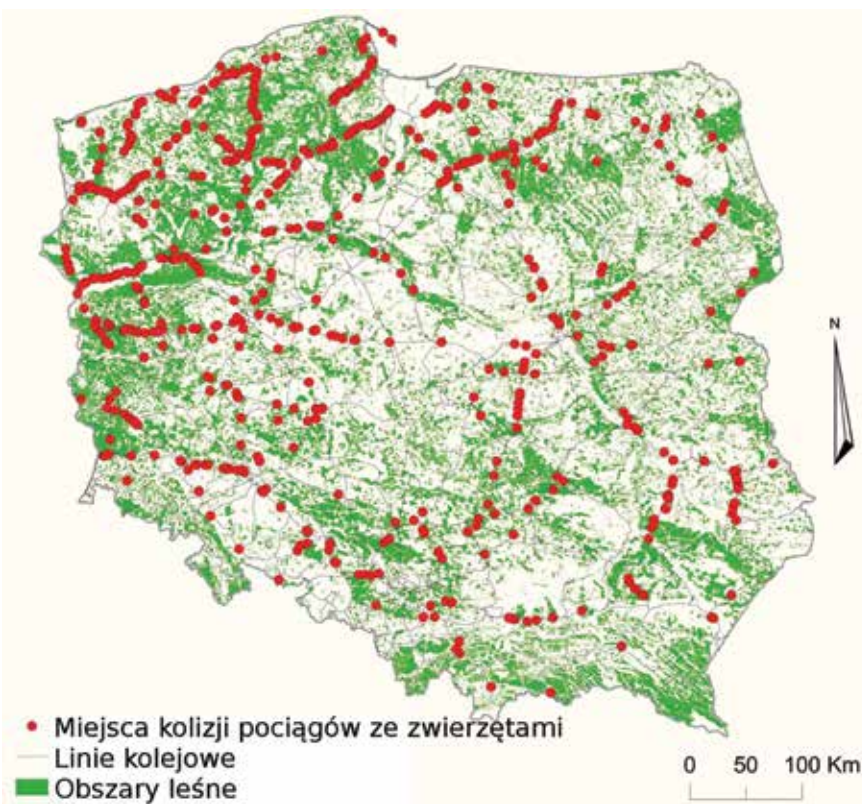 N
Miejsca kolizji pociągów ze zwierzętami
Linie kolejowe
Obszary leśne
0 50 100 Km